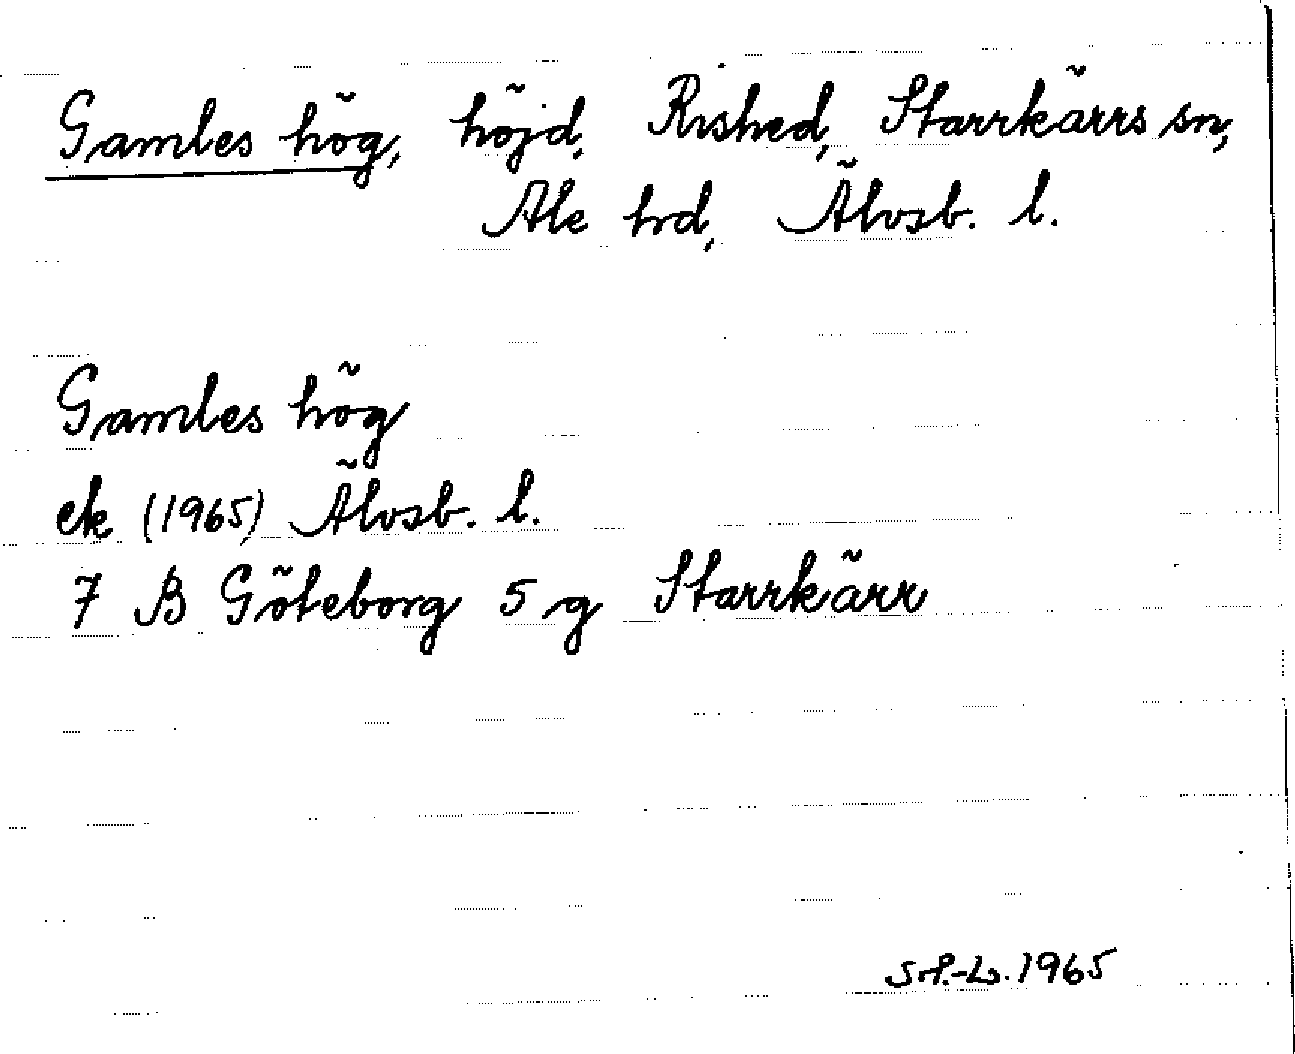 Gamles hög, höjd, Rished, Starrkärrs sn,
Ale hd, Älvsb. l.
Gamles hög
ek (1965) Älvsb. l.
7 B Göteborg 5 g Starrkärr
1965